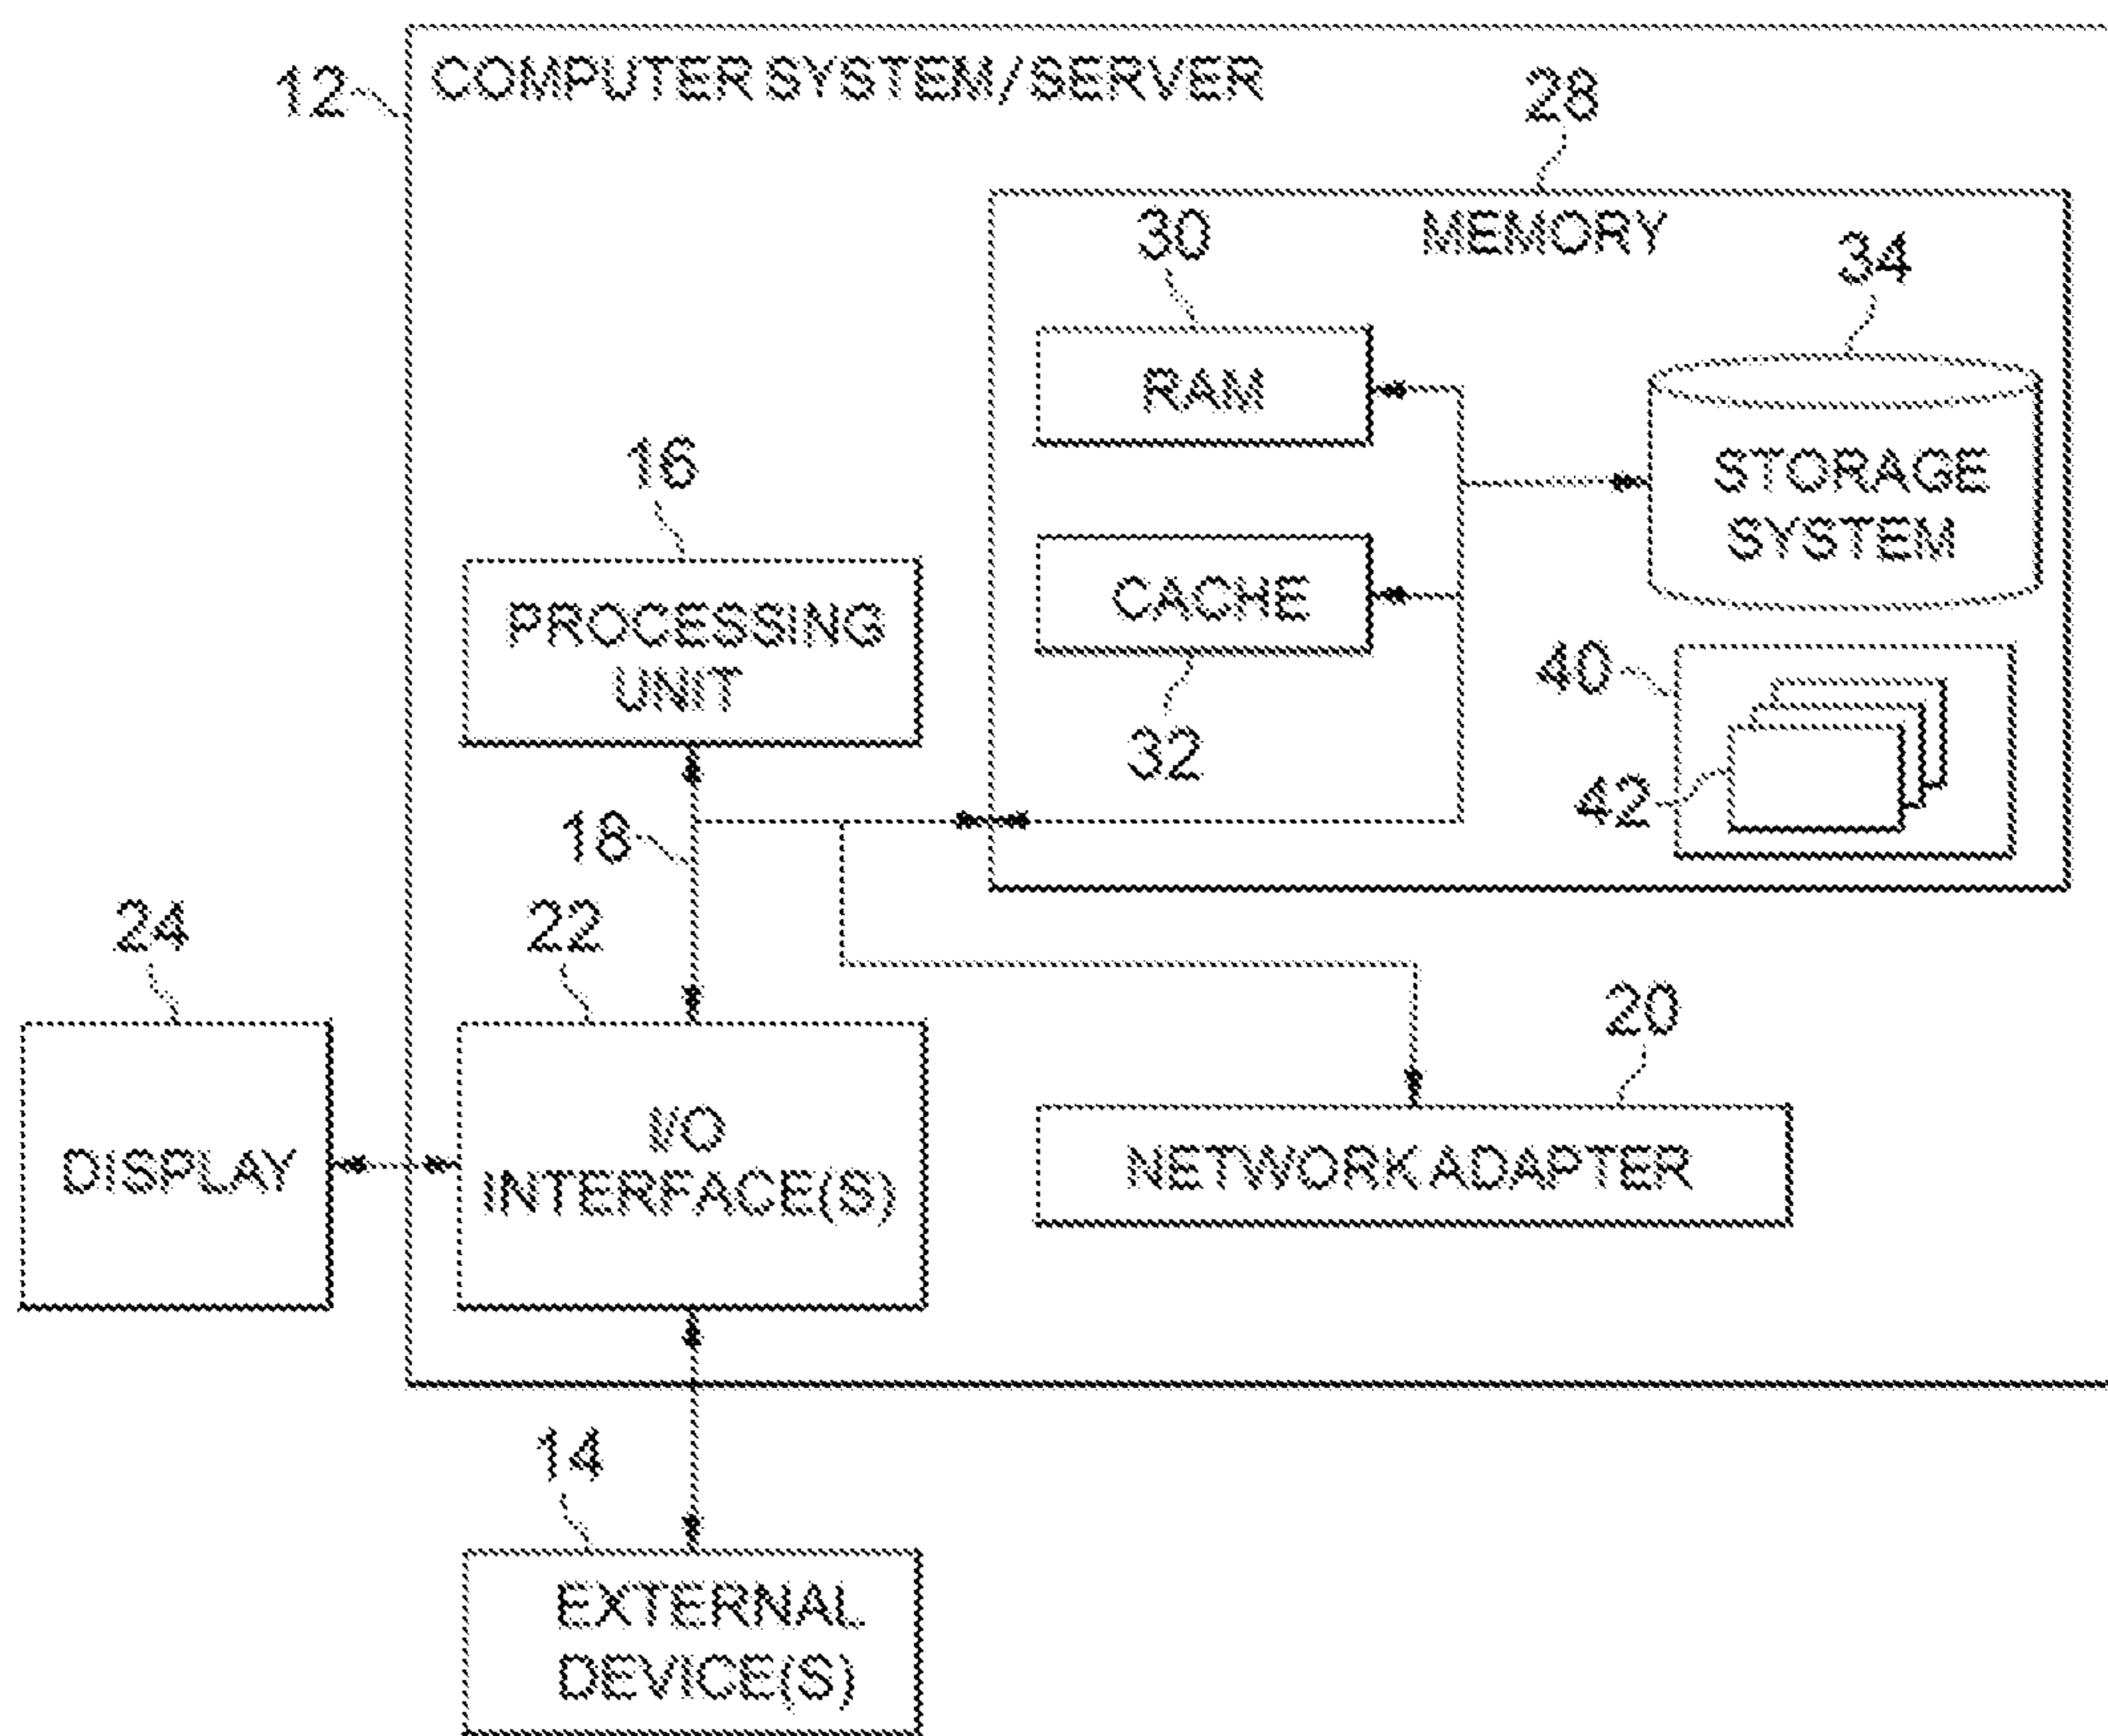 12
COMPUTER SYSTEM/SERVER
28
MEMORY
30
34
RAM
STORAGE
SYSTEM
16
PROCESSING
UNIT
CACHE
32
40
42
18
24
22
20
DISPLAY
I/O
INTERFACE(S)
NETWORK ADAPTER
14
EXTERNAL
DEVICE(S)